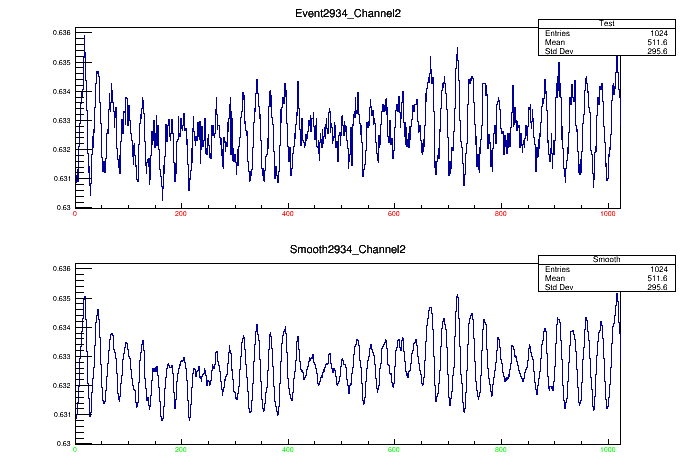 Event2934_Channel2
Test
Entries 1024
Mean 511.6
Std Dev 295.6
0.636
0.635
0.634
0.633
0.632
0.631
0.63
0 200 400 600 800 1000
Smooth2934_Channel2
Smooth
Entries 1024
Mean 511.6
Std Dev 295.6
0.636
0.635
0.634
0.633
0.632
0.631
0.63
0 200 400 600 800 1000